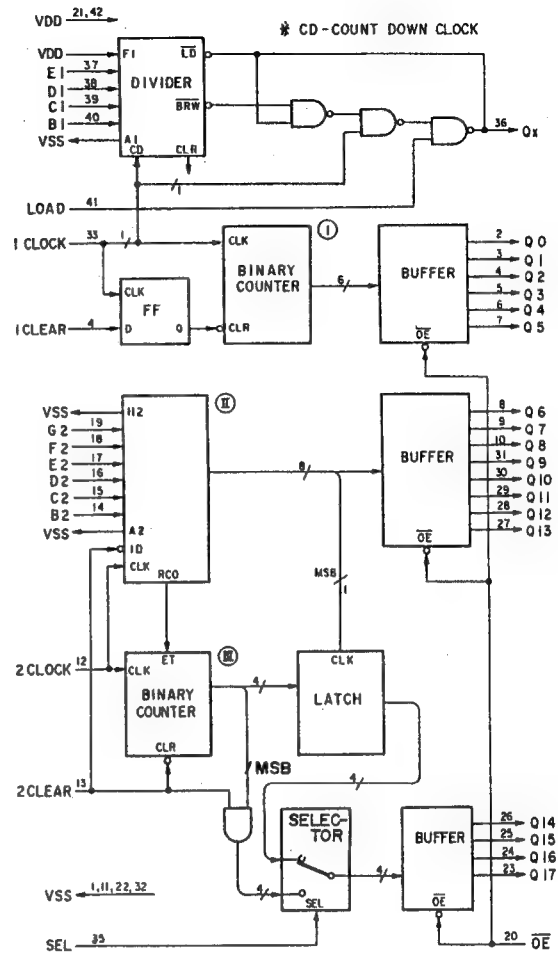 VDD 21,42
* CD-COUNT DOWN CLOCK
VDD
E1 37
D1 38
C1 39
B1 40
VSS
F1
DIVIDER
A1
CD
CLR
LD
BRW
36 Qx
1
LOAD 41
1 CLOCK 33
1
CLK
FF
D
Q
1 CLEAR 4
I
CLK
BINARY
COUNTER
CLR
6
BUFFER
OE
2 Q0
3 Q1
4 Q2
5 Q3
6 Q4
7 Q5
II
VSS
G2 19
F2 18
E2 17
D2 16
C2 15
B2 14
VSS
H2
A2
ID
CLK
RCO
8
MSB
1
BUFFER
OE
8 Q6
9 Q7
10 Q8
31 Q9
30 Q10
29 Q11
28 Q12
27 Q13
2 CLOCK 12
III
ET
CLK
BINARY
COUNTER
CLR
4
CLK
LATCH
2 CLEAR 13
MSB
4
SELEC-
TOR
SEL
4
4
BUFFER
OE
26 Q14
25 Q15
24 Q16
23 Q17
VSS 1,11,22,32
SEL 35
20 OE